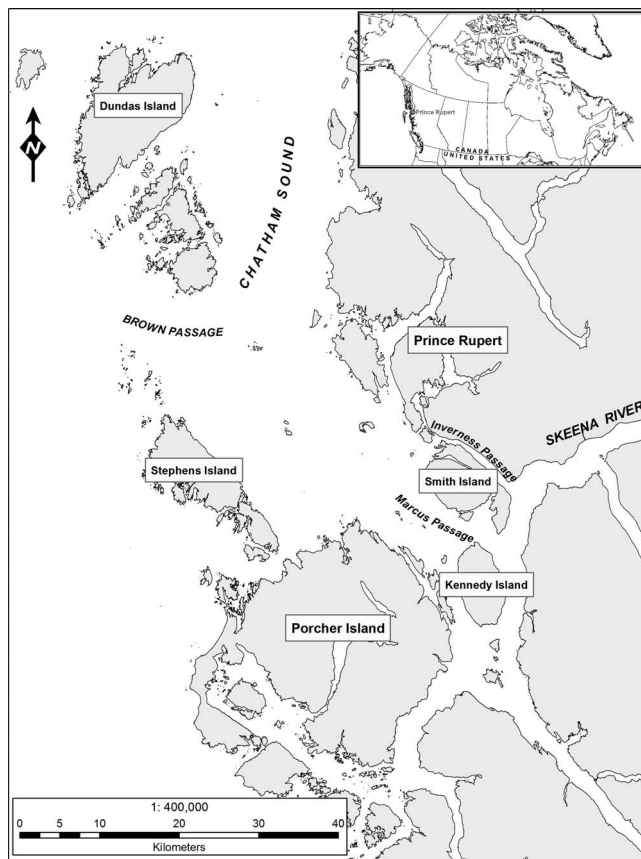 Dundas Island
N
Prince Rupert
CANADA
UNITED STATES
CHATHAM SOUND
BROWN PASSAGE
Prince Rupert
Inverness Passage
SKEENA RIVER
Stephens Island
Smith Island
Marcus Passage
Kennedy Island
Porcher Island
1: 400,000
0 5 10 20 30 40
Kilometers